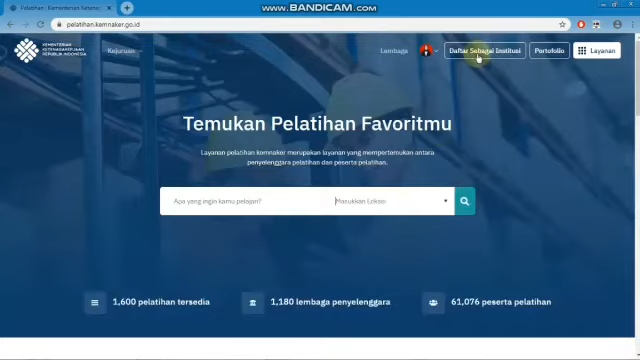 WWW.BANDICAM.COM
Pelatihan | Kementerian Ketenag
pelatihan.kemnaker.go.id
KEMENTERIAN
KETENAGAKERJAAN
REPUBLIK INDONESIA
Kejuruan
Lembaga
Daftar Sebagai Institusi
Portofolio
Layanan
Temukan Pelatihan Favoritmu
Layanan pelatihan kemnaker merupakan layanan yang mempertemukan antara
penyelenggara pelatihan dan peserta pelatihan.
Apa yang ingin kamu pelajari?
Masukkan Lokasi
1,600 pelatihan tersedia
1,180 lembaga penyelenggara
61,076 peserta pelatihan